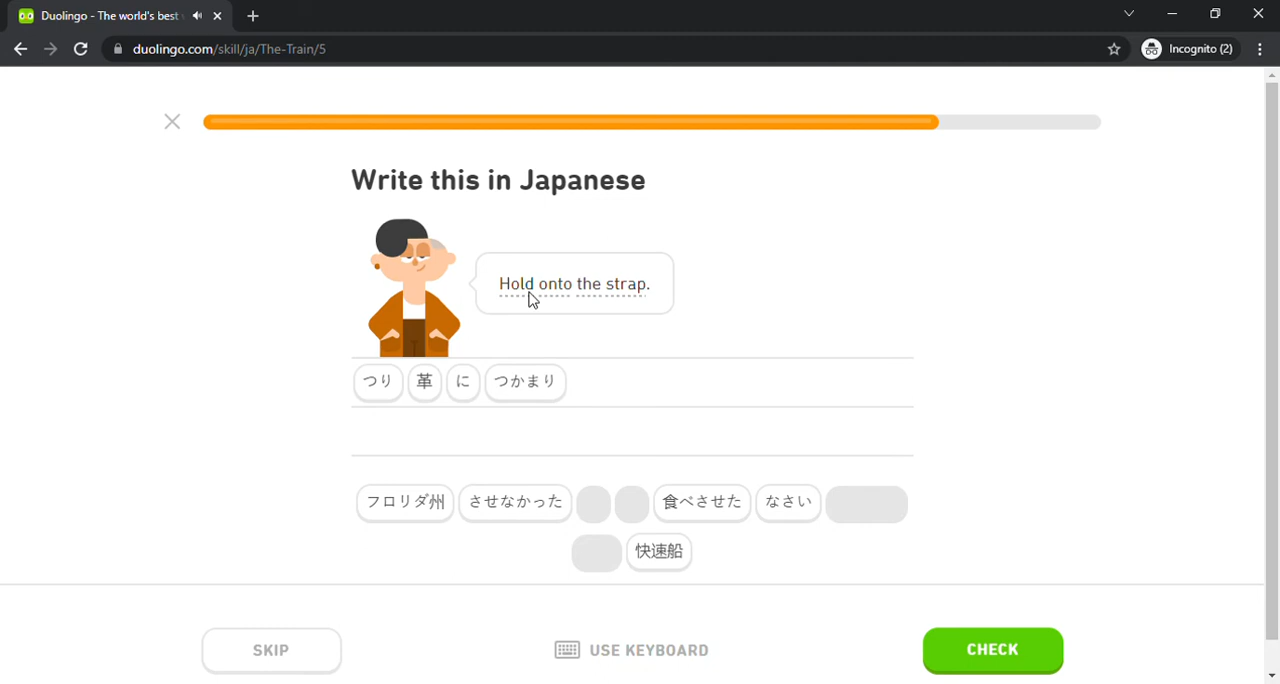 Duolingo - The world's best
duolingo.com/skill/ja/The-Train/5
Incognito (2)
Write this in Japanese
Hold onto the strap.
つり 革 に つかまり
フロリダ州 させなかった 食べさせた なさい
快速船
SKIP USE KEYBOARD CHECK